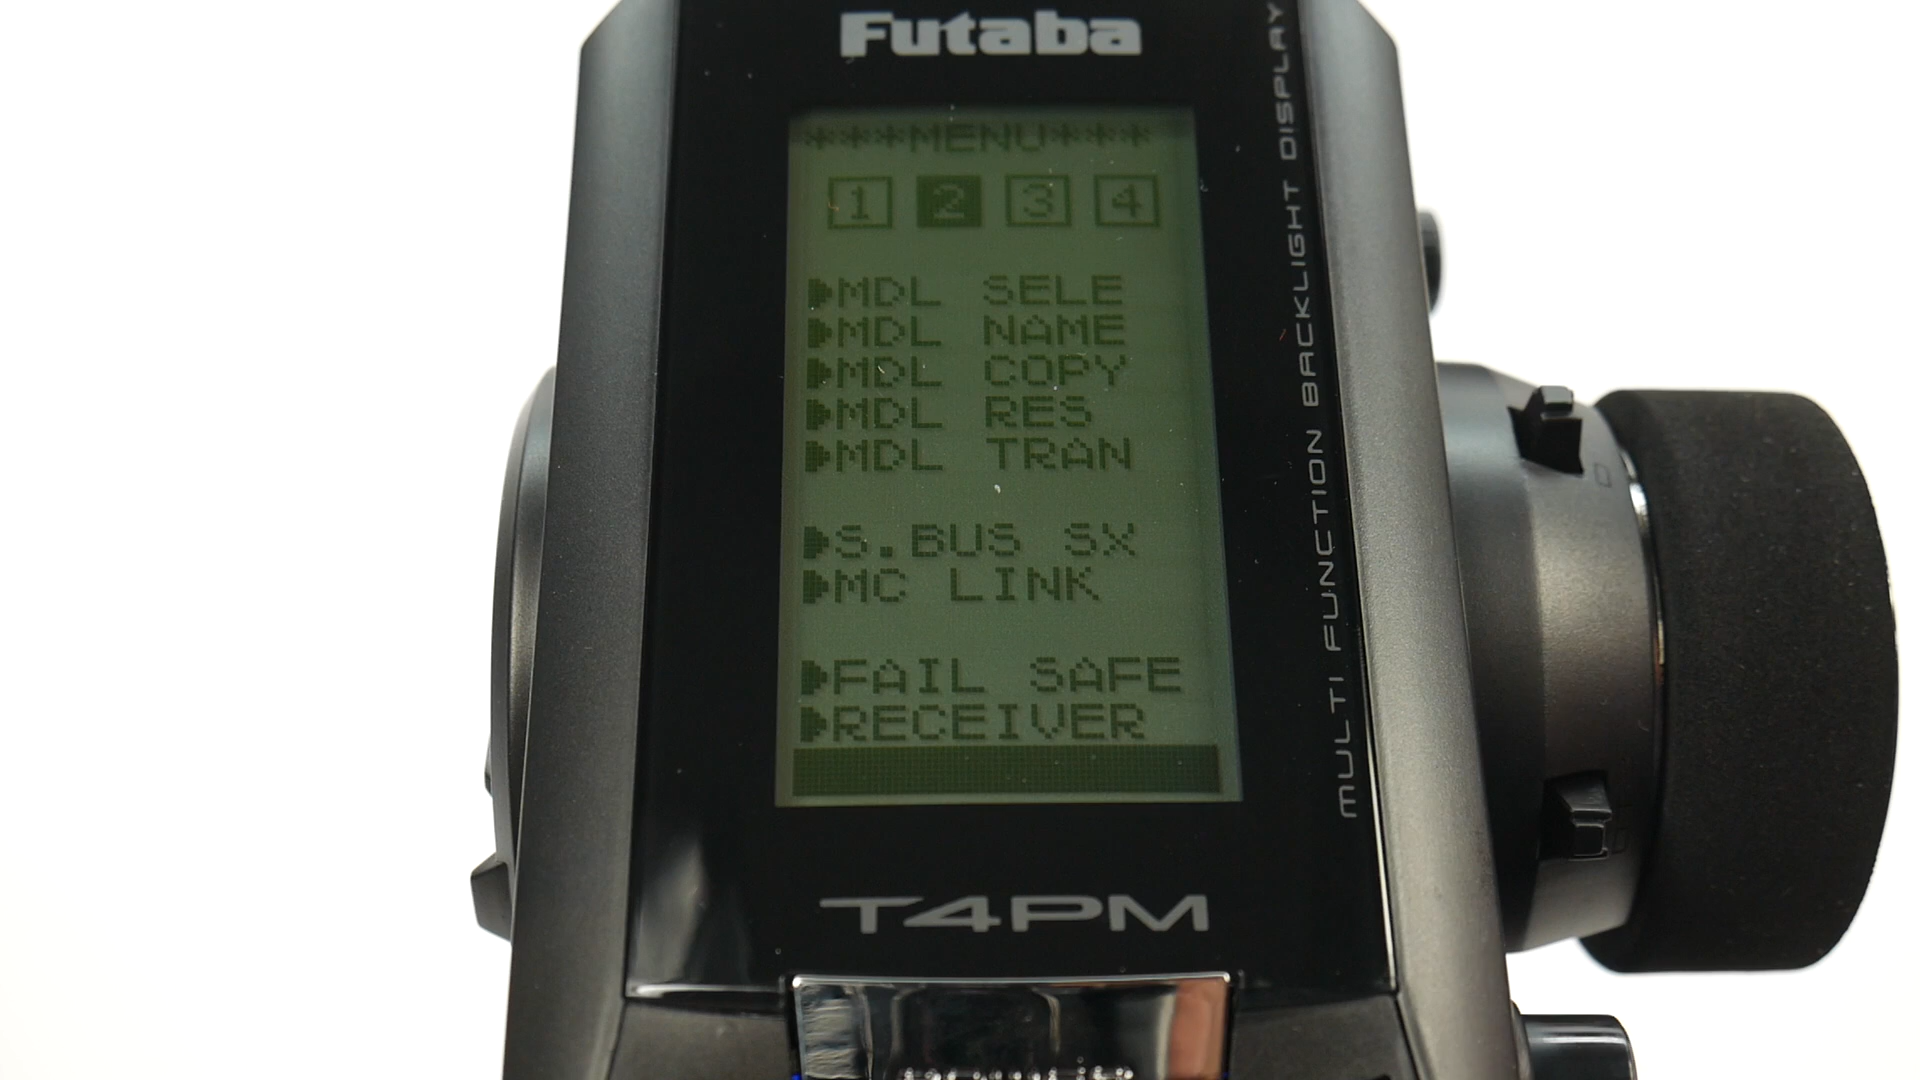 Futaba
***MENU***
1 2 3 4
MDL SELE
MDL NAME
MDL COPY
MDL RES
MDL TRAN
S.BUS SX
MC LINK
FAIL SAFE
RECEIVER
T4PM
MULTI FUNCTION BACKLIGHT DISPLAY